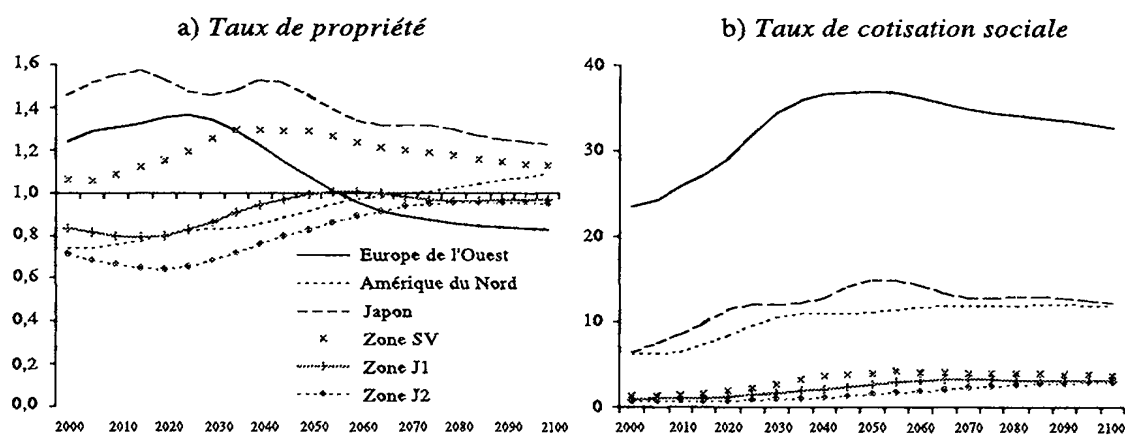 a) Taux de propriété
1,6
1,4
1,2
1,0
0,8
0,6
0,4
0,2
0,0
Europe de l'Ouest
Amérique du Nord
Japon
Zone SV
Zone J1
Zone J2
2000 2010 2020 2030 2040 2050 2060 2070 2080 2090 2100
b) Taux de cotisation sociale
40
30
20
10
0
2000 2010 2020 2030 2040 2050 2060 2070 2080 2090 2100